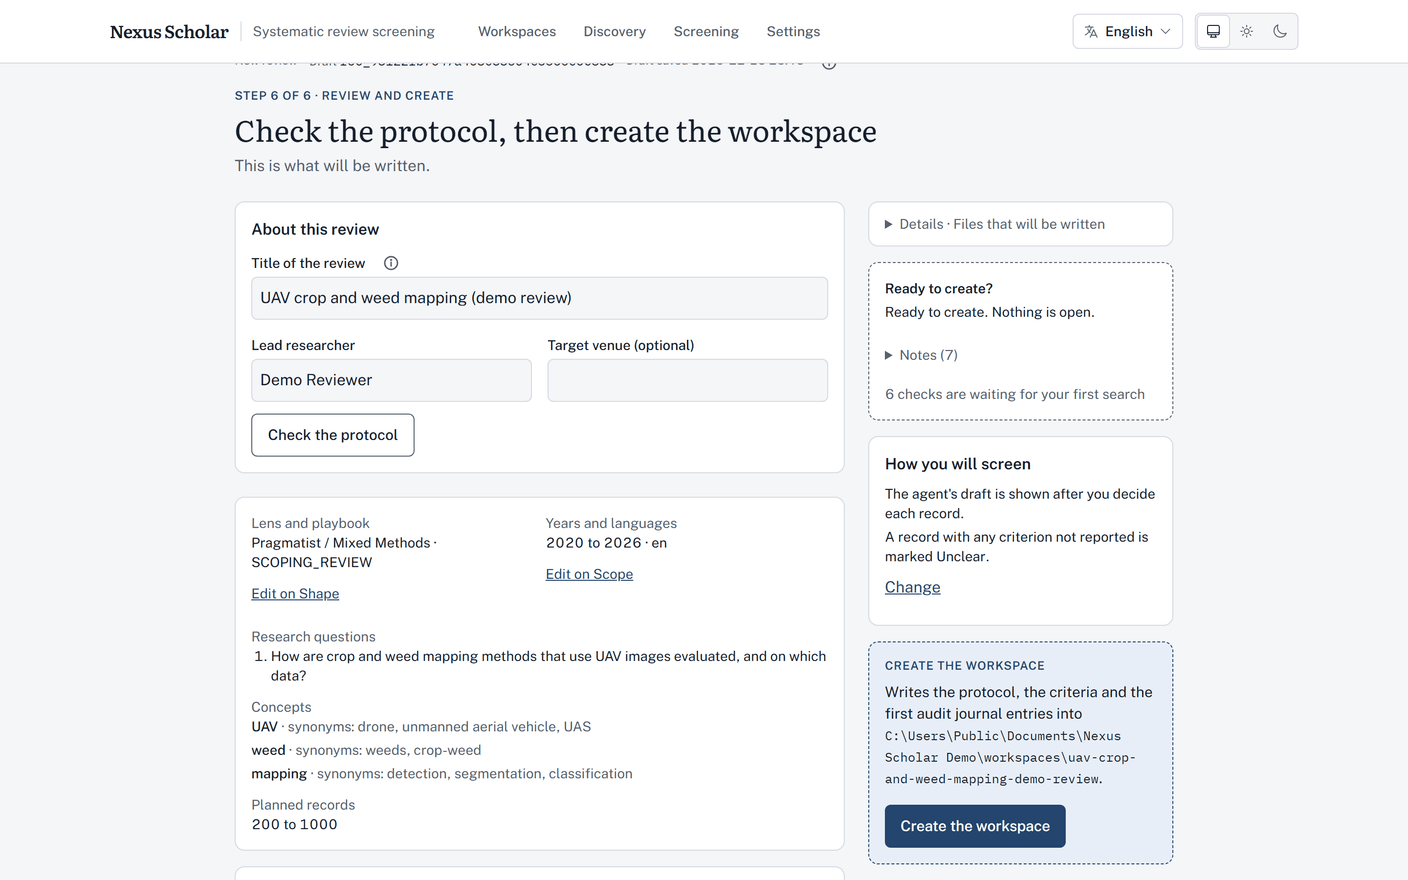 Nexus Scholar
Systematic review screening
Workspaces
Discovery
Screening
Settings
English
STEP 6 OF 6 · REVIEW AND CREATE
Check the protocol, then create the workspace
This is what will be written.
About this review
Title of the review
UAV crop and weed mapping (demo review)
Lead researcher
Target venue (optional)
Demo Reviewer
Check the protocol
Lens and playbook
Pragmatist / Mixed Methods ·
SCOPING_REVIEW
Edit on Shape
Years and languages
2020 to 2026 · en
Edit on Scope
Research questions
1. How are crop and weed mapping methods that use UAV images evaluated, and on which
data?
Concepts
UAV · synonyms: drone, unmanned aerial vehicle, UAS
weed · synonyms: weeds, crop-weed
mapping · synonyms: detection, segmentation, classification
Planned records
200 to 1000
Details · Files that will be written
Ready to create?
Ready to create. Nothing is open.
Notes (7)
6 checks are waiting for your first search
How you will screen
The agent's draft is shown after you decide
each record.
A record with any criterion not reported is
marked Unclear.
Change
CREATE THE WORKSPACE
Writes the protocol, the criteria and the
first audit journal entries into
C:\Users\Public\Documents\Nexus
Scholar Demo\workspaces\uav-crop-
and-weed-mapping-demo-review.
Create the workspace